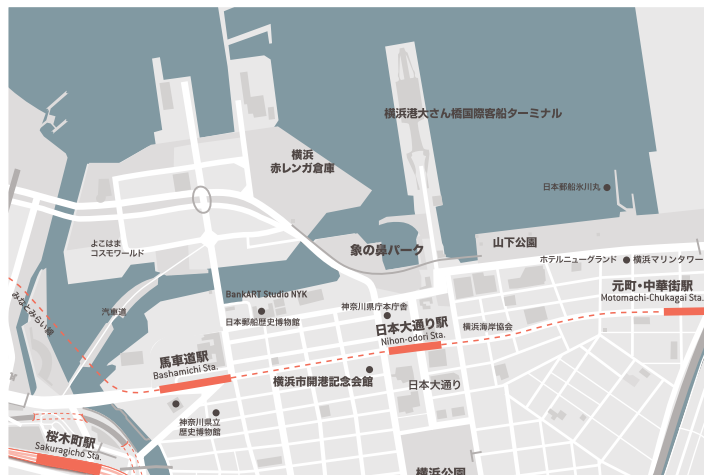 横浜港大さん橋国際客船ターミナル
横浜
赤レンガ倉庫
日本郵船氷川丸
よこはま
コスモワールド
象の鼻パーク
山下公園
ホテルニューグランド
横浜マリンタワー
みなとみらい線
汽車道
BankART Studio NYK
日本郵船歴史博物館
神奈川県庁本庁舎
元町・中華街駅
Motomachi-Chukagai Sta.
日本大通り駅
Nihon-odori Sta.
横浜海岸協会
馬車道駅
Bashamichi Sta.
横浜市開港記念会館
日本大通り
神奈川県立
歴史博物館
桜木町駅
Sakuragicho Sta.
横浜公園